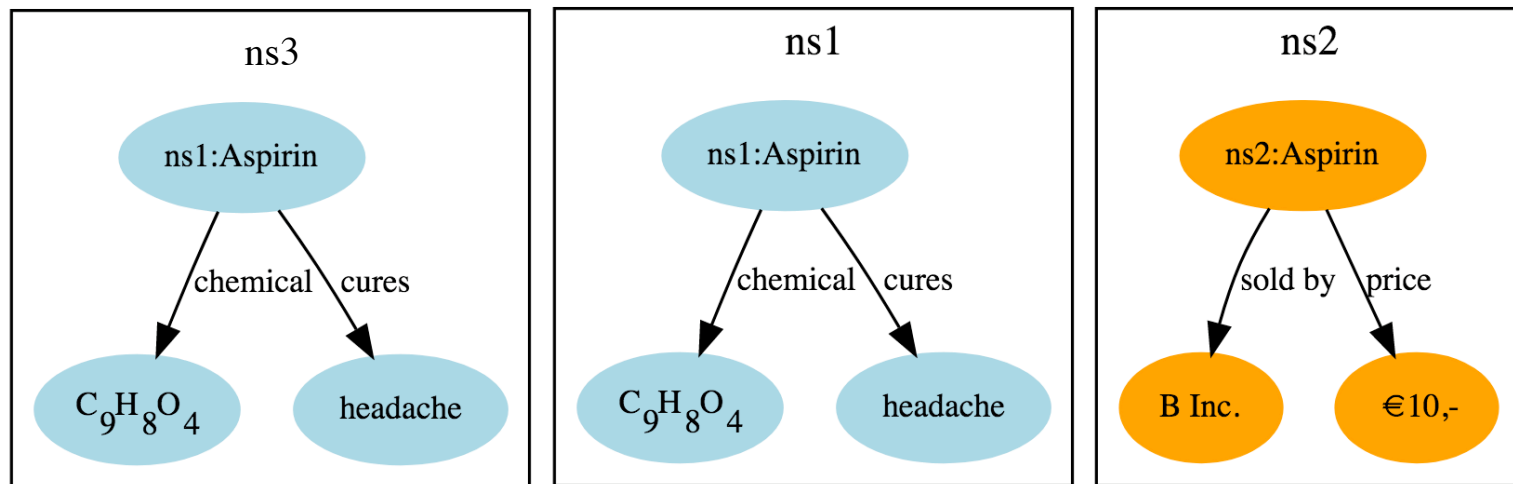 ns3
ns1:Aspirin
chemical
cures
C9H8O4
headache
ns1
ns1:Aspirin
chemical
cures
C9H8O4
headache
ns2
ns2:Aspirin
sold by
price
B Inc.
€10,-